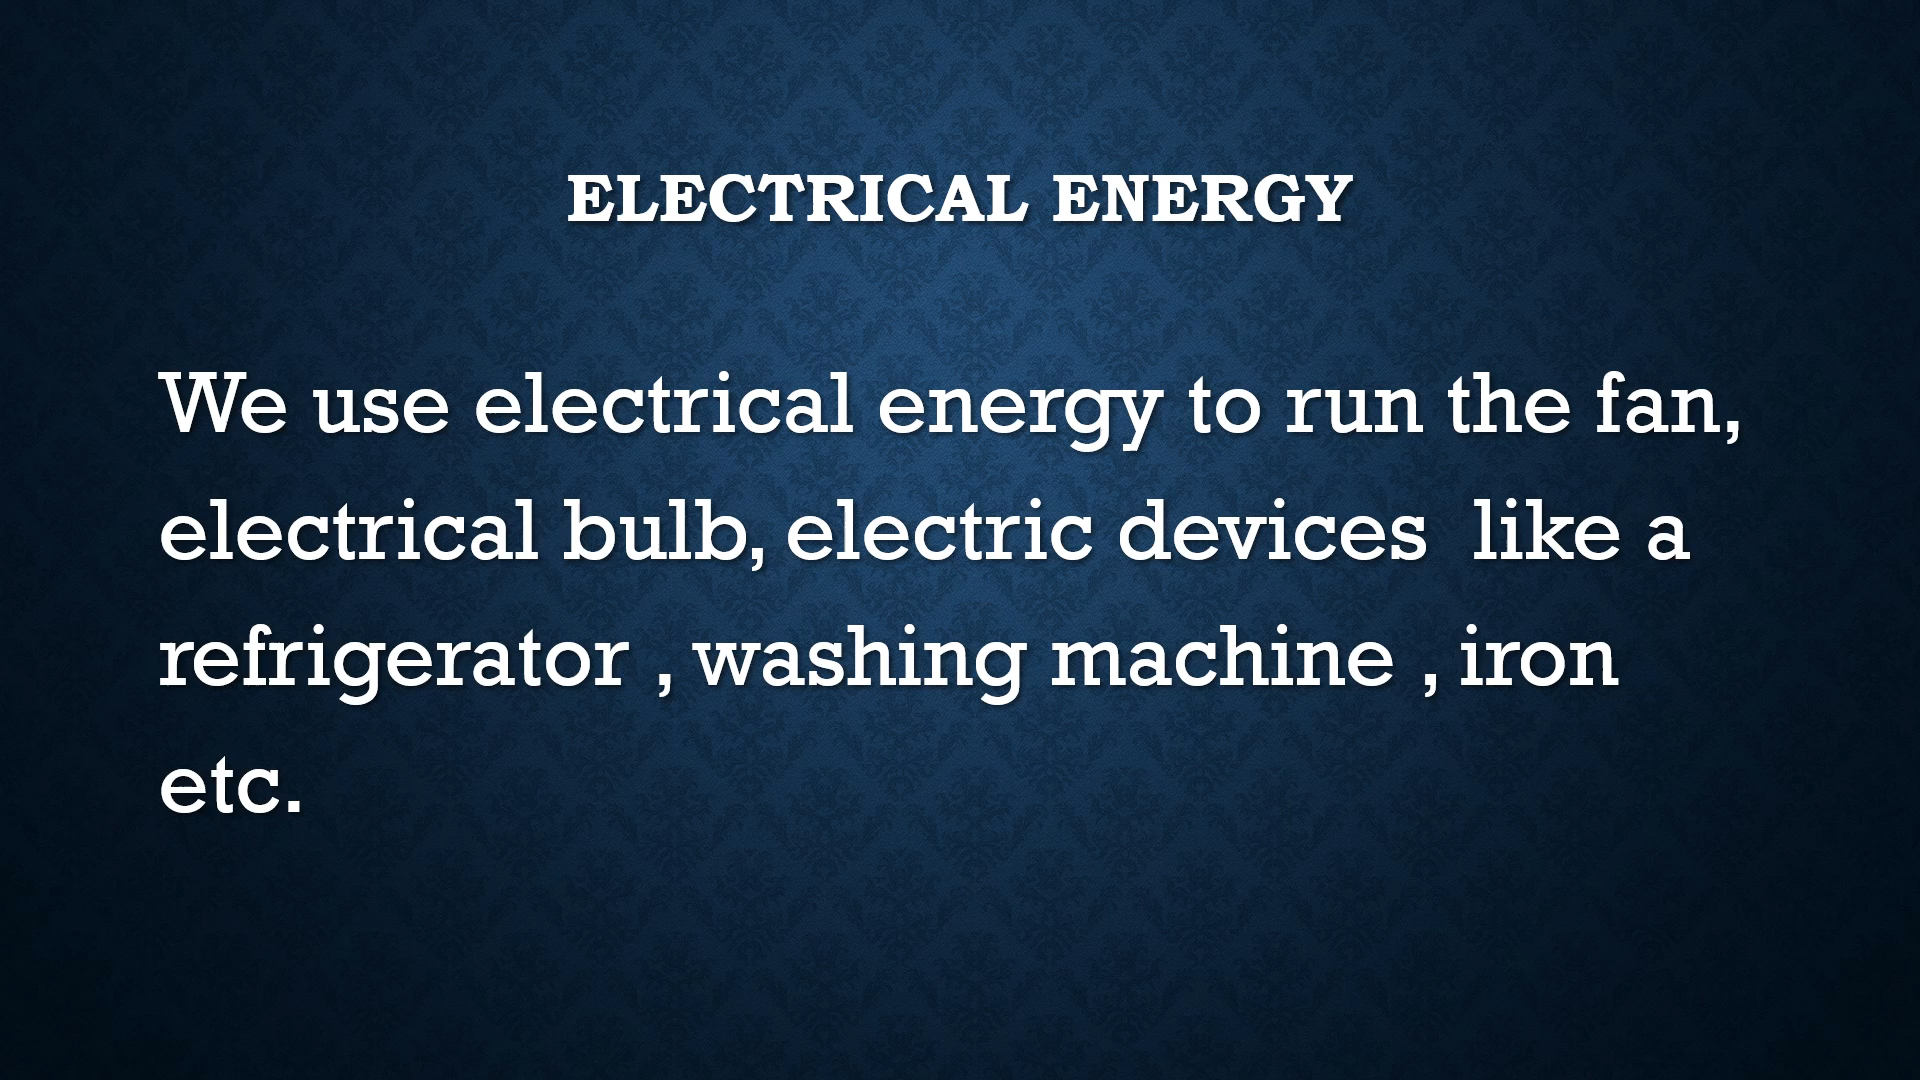 ELECTRICAL ENERGY
We use electrical energy to run the fan,
electrical bulb, electric devices  like a
refrigerator , washing machine , iron
etc.